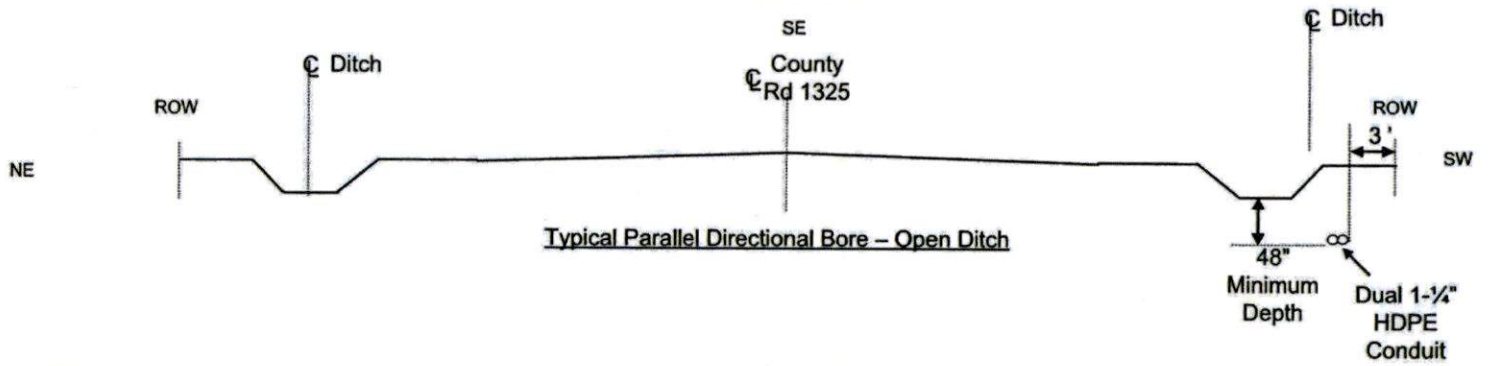 SE
℄ Ditch
℄ Ditch
County
℄ Rd 1325
ROW
ROW
3 '
NE
SW
Typical Parallel Directional Bore – Open Ditch
48"
Minimum
Depth
Dual 1-¼"
HDPE
Conduit